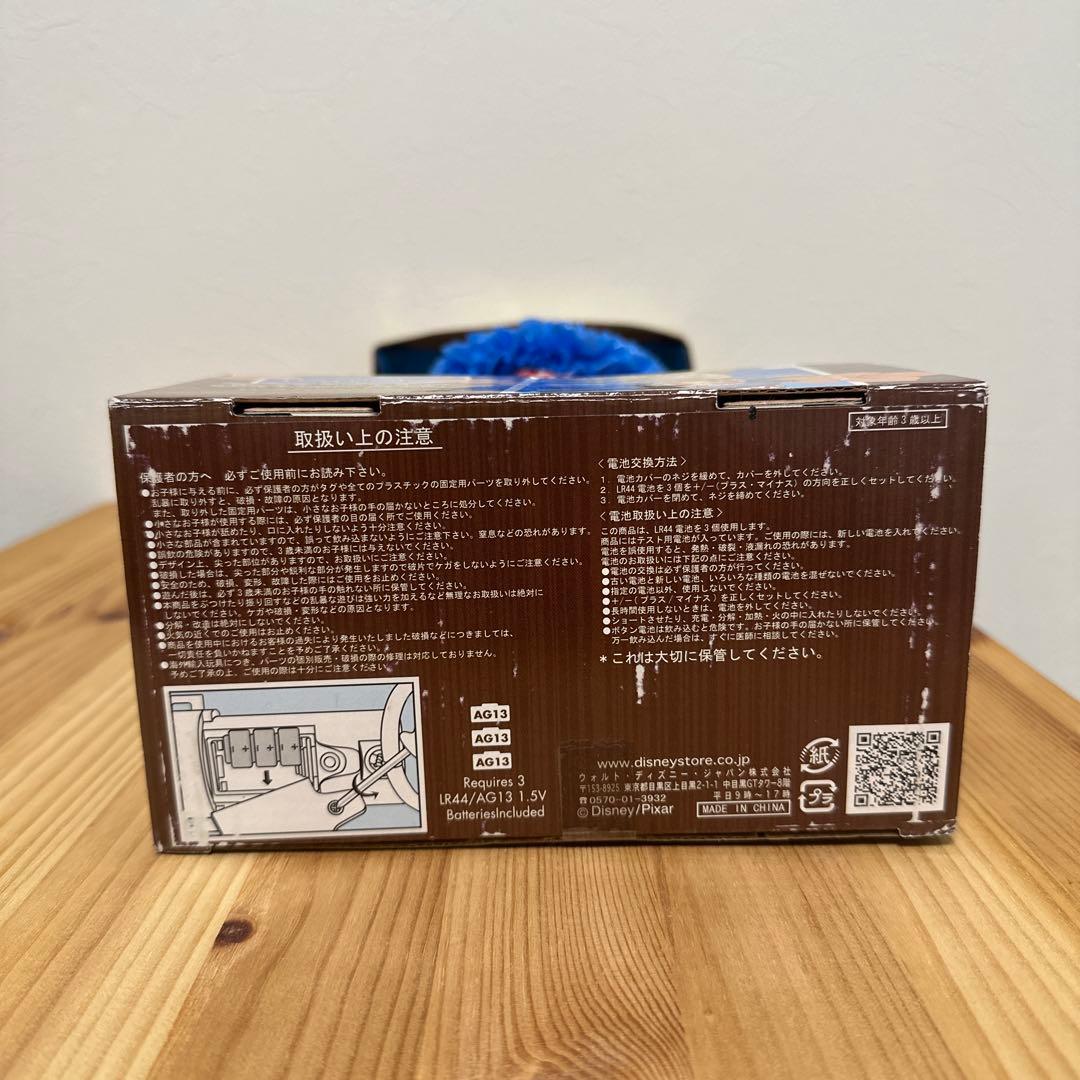 取扱い上の注意
保護者の方へ　必ずご使用前にお読み下さい。
●お子様に与える前に、必ず保護者の方がタグや全てのプラスチックの固定用パーツを取り外してください。
乱暴に取り外すと、破損・故障の原因となります。
また、取り外した固定用パーツは、小さなお子様の手の届かないところに処分してください。
●小さなお子様が使用する際には、必ず保護者の目の届く所でご使用ください。
●小さなお子様が舐めたり、口に入れたりしないよう十分注意ください。
●小さな部品が含まれていますので、誤って飲み込まないようにご注意下さい。窒息などの恐れがあります。
●誤飲の危険がありますので、3歳未満のお子様には与えないでください。
●デザイン上、尖った部位がありますので、お取扱いにご注意ください。
●破損した場合は、尖った部分や鋭利な部分が発生しますので破片でケガをしないようにご注意ください。
●安全のため、破損、変形、故障した際にはご使用をお止めください。
●遊んだ後は、必ず3歳未満のお子様の手の触れない所に保管してください。
●本商品をぶつけたり振り回すなどの乱暴な遊びは強い力を加えるなど無理なお取扱いは絶対に
しないでください。ケガや破損・変形などの原因となります。
●分解・改造は絶対にしないでください。
●火気の近くでのご使用はおやめください。
●商品を使用中におけるお客様の過失により発生いたしました破損などにつきましては、
一切責任を負いかねますことを予めご了承ください。
●海外輸入玩具につき、パーツの個別販売・破損の際の修理は対応しておりません。
予めご了承の上、ご使用の際は十分にご注意ください。
AG13
AG13
AG13
Requires 3
LR44/AG13 1.5V
BatteriesIncluded
対象年齢3歳以上
＜電池交換方法＞
1. 電池カバーのネジを緩めて、カバーを外してください。
2. LR44電池を3個を＋/－(プラス・マイナス)の方向を正しくセットしてください。
3. 電池カバーを閉めて、ネジを締めてください。
＜電池取扱い上の注意＞
この商品は、LR44電池を3個使用します。
商品にはテスト用電池が入っています。ご使用の際には、新しい電池を入れてください。
電池を誤使用すると、発熱・破裂・液漏れの恐れがあります。
電池のお取扱いには下記の点にご注意ください。
●電池の交換は必ず保護者の方が行ってください。
●古い電池と新しい電池、いろいろな種類の電池を混ぜないでください。
●指定の電池以外、使用しないでください。
●＋/－(プラス/マイナス)を正しくセットしてください。
●長時間使用しないときは、電池を外してください。
●ショートさせたり、充電・分解・加熱・火の中に入れたりしないでください。
●ボタン電池は飲み込むと危険です。お子様の手の届かない所に保管してください。
万一飲み込んだ場合は、すぐに医師に相談してください。
＊これは大切に保管してください。
www.disneystore.co.jp
ウォルト・ディズニー・ジャパン株式会社
〒153-8925 東京都目黒区上目黒2-1-1 中目黒GTタワー8階
☎0570-01-3932 平日9時～17時
©Disney/Pixar MADE IN CHINA
紙
プラ